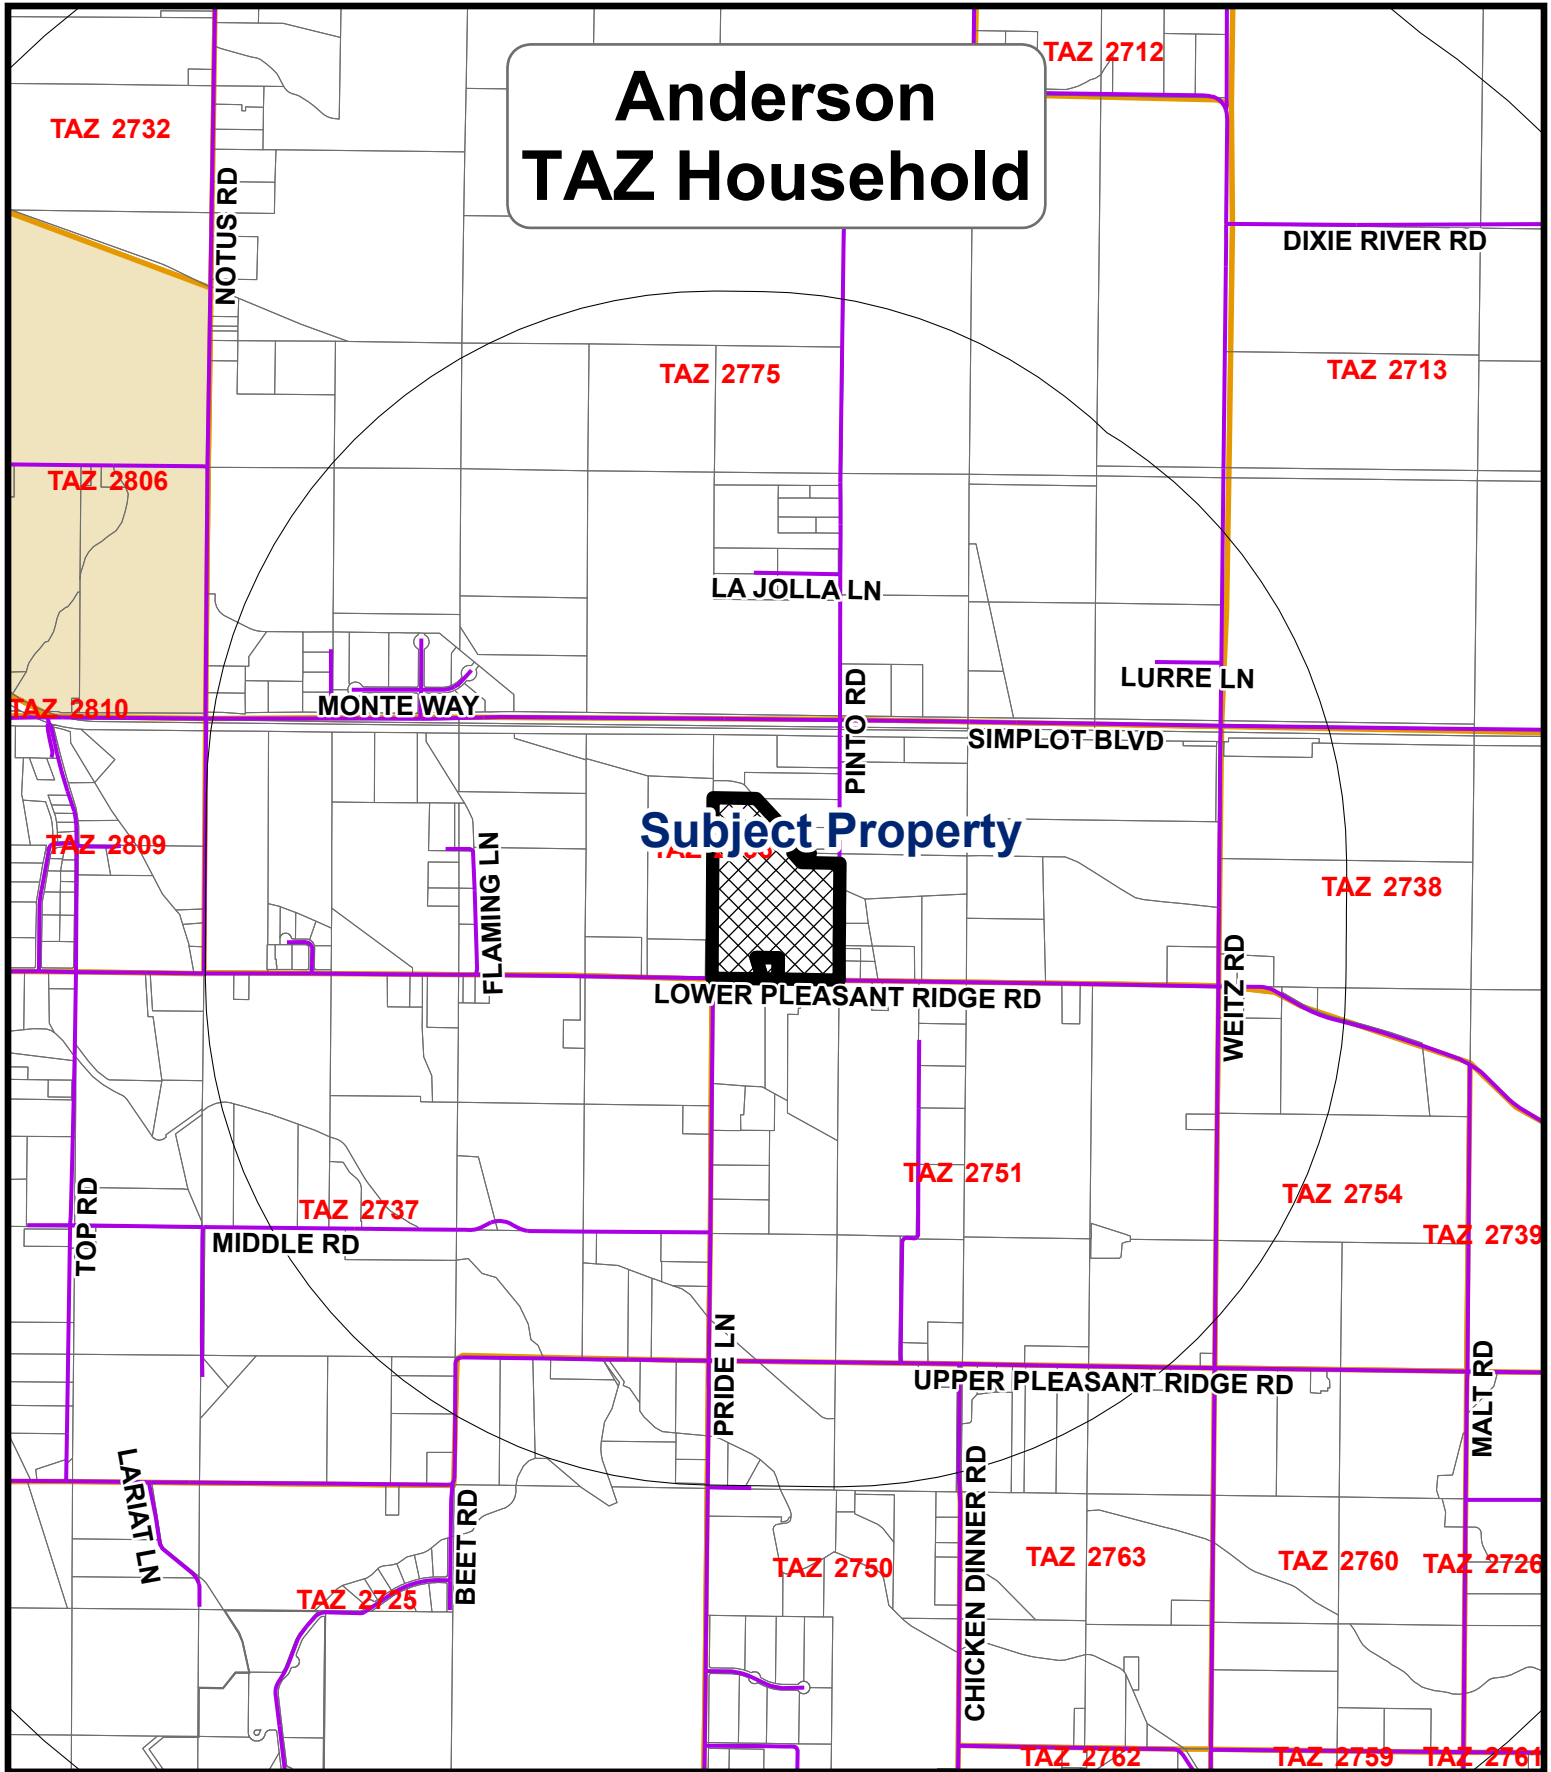 Anderson
TAZ Household
TAZ 2712
TAZ 2732
NOTUS RD
DIXIE RIVER RD
TAZ 2775
TAZ 2713
TAZ 2806
LA JOLLA LN
LURRE LN
MONTE WAY
TAZ 2810
PINTO RD
SIMPLOT BLVD
Subject Property
TAZ 2809
TAZ
FLAMING LN
TAZ 2738
WEITZ RD
LOWER PLEASANT RIDGE RD
TAZ 2751
TAZ 2754
TOP RD
TAZ 2737
TAZ 2739
MIDDLE RD
PRIDE LN
UPPER PLEASANT RIDGE RD
MALT RD
LARIAT LN
BEET RD
CHICKEN DINNER RD
TAZ 2750
TAZ 2763
TAZ 2760
TAZ 2726
TAZ 2725
TAZ 2762
TAZ 2759
TAZ 2761